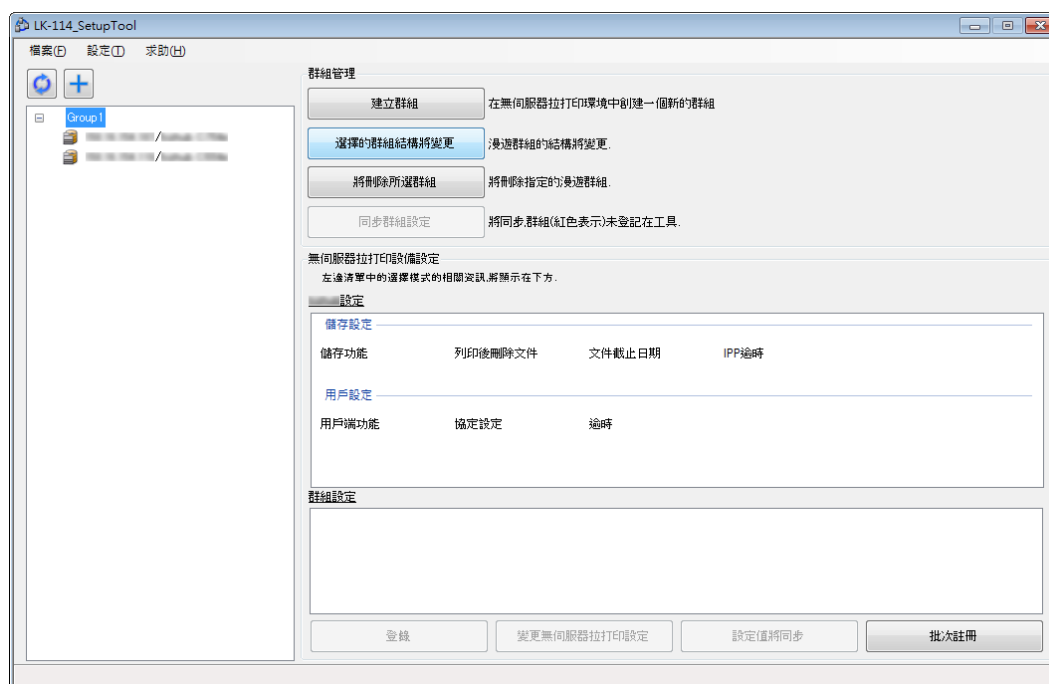 LK-114_SetupTool
檔案(F) 設定(T) 求助(H)
Group1
群組管理
建立群組 在無伺服器拉打印環境中創建一個新的群組
選擇的群組結構將變更 漫遊群組的結構將變更.
將刪除所選群組 將刪除指定的漫遊群組.
同步群組設定 將同步,群組(紅色表示)未登記在工具.
無伺服器拉打印設備設定
左邊清單中的選擇模式的相關資訊,將顯示在下方.
設定
儲存設定
儲存功能 列印後刪除文件 文件截止日期 IPP逾時
用戶設定
用戶端功能 協定設定 逾時
群組設定
登錄 變更無伺服器拉打印設定 設定值將同步 批次註冊